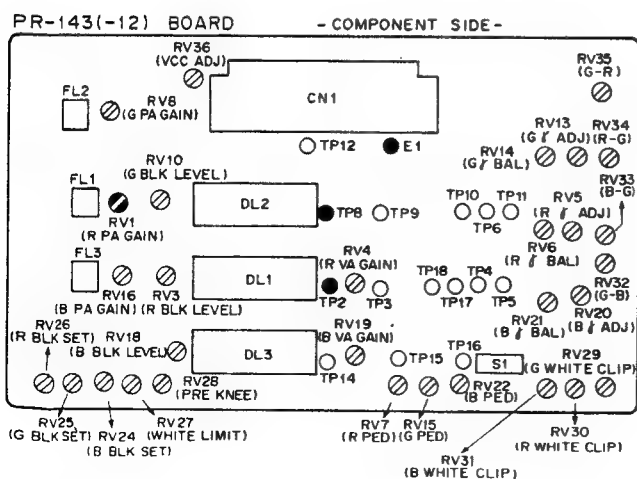 PR-143(-12) BOARD -COMPONENT SIDE-
RV36
(VCC ADJ)
RV35
(G-R)
FL2
RV8
(G PA GAIN)
CN1
RV13
(G γ ADJ)
RV34
(R-G)
TP12
E1
RV14
(G γ BAL)
RV10
(G BLK LEVEL)
RV33
(B-G)
FL1
RV1
(R PA GAIN)
DL2
TP8
TP9
TP10
TP6
TP11
RV5
(R γ ADJ)
RV6
(R γ BAL)
FL3
RV16
(B PA GAIN)
RV3
(R BLK LEVEL)
DL1
TP2
RV4
(R VA GAIN)
TP3
TP18
TP17
TP4
TP5
RV32
(G-B)
RV21
(B γ BAL)
RV20
(B γ ADJ)
RV26
(R BLK SET)
RV18
(B BLK LEVEL)
DL3
RV19
(B VA GAIN)
TP14
TP15
TP16
S1
RV29
(G WHITE CLIP)
RV28
(PRE KNEE)
RV22
(B PED)
RV25
(G BLK SET)
RV24
(B BLK SET)
RV27
(WHITE LIMIT)
RV7
(R PED)
RV15
(G PED)
RV31
(B WHITE CLIP)
RV30
(R WHITE CLIP)